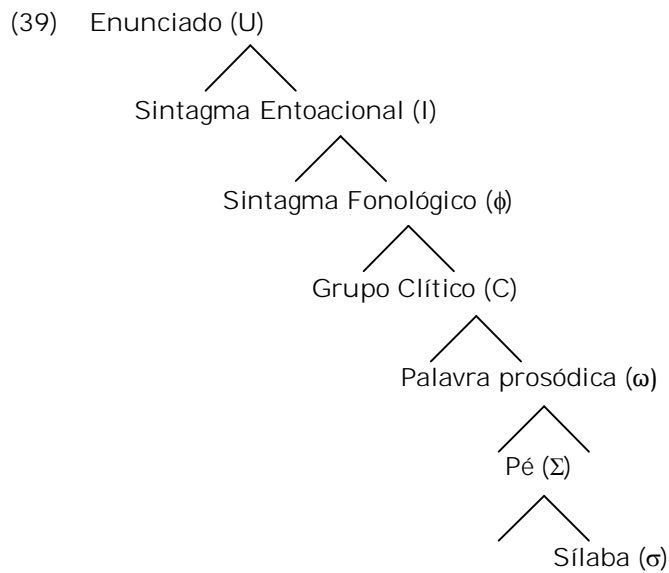 (39) Enunciado (U)
Sintagma Entoacional (I)
Sintagma Fonológico (ϕ)
Grupo Clítico (C)
Palavra prosódica (ω)
Pé (Σ)
Sílaba (σ)